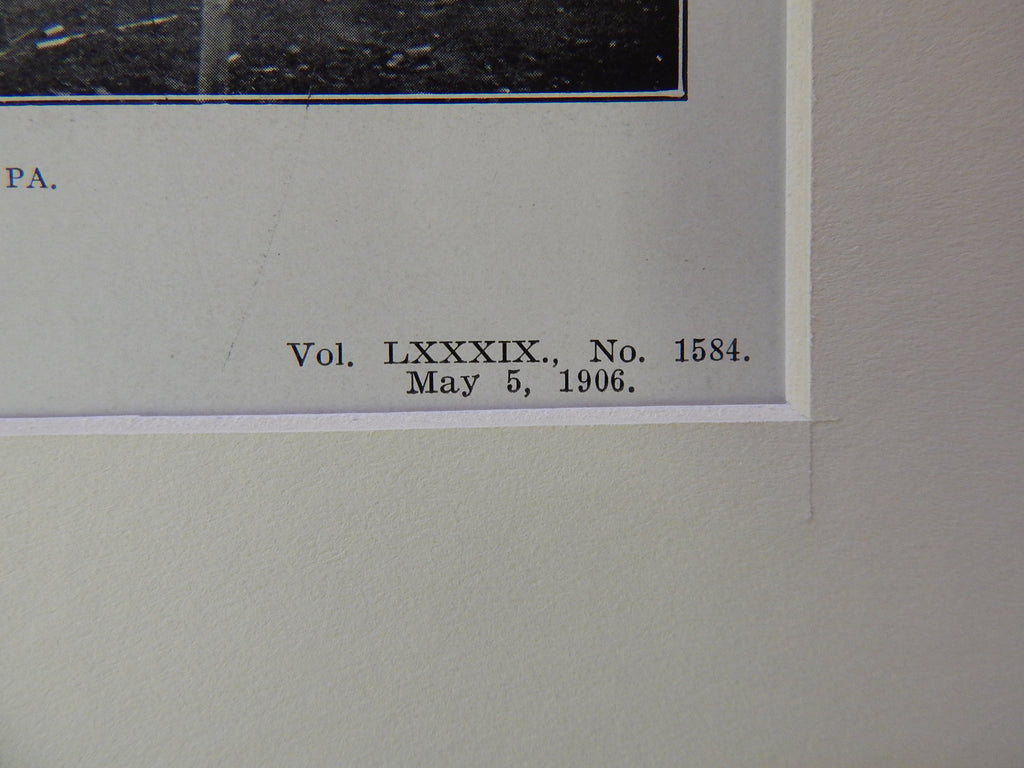 PA.
Vol. LXXXIX., No. 1584.
May 5, 1906.